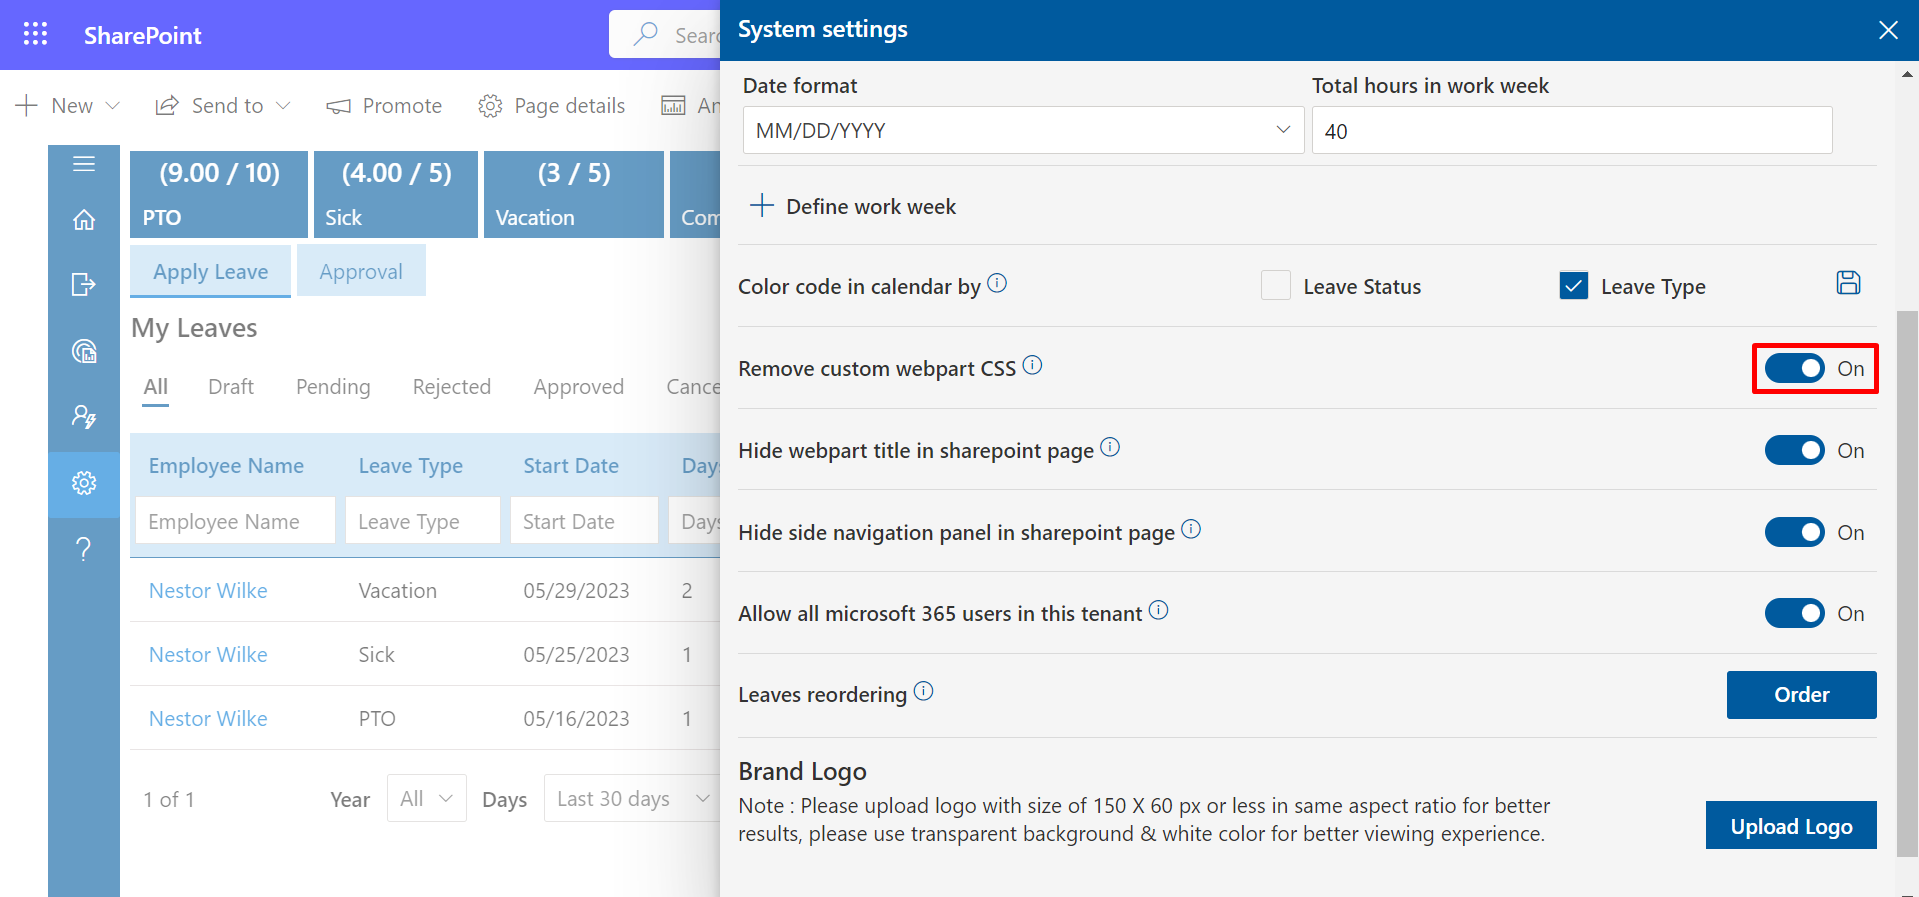 SharePoint
Sear
System settings
New
Send to
Promote
Page details
An
Date format
Total hours in work week
MM/DD/YYYY
40
Define work week
(9.00 / 10)
PTO
(4.00 / 5)
Sick
(3 / 5)
Vacation
Com
Apply Leave
Approval
Color code in calendar by
Leave Status
Leave Type
My Leaves
All
Draft
Pending
Rejected
Approved
Cance
Remove custom webpart CSS
On
Hide webpart title in sharepoint page
On
Employee Name
Leave Type
Start Date
Days
Employee Name
Leave Type
Start Date
Days
Hide side navigation panel in sharepoint page
On
Nestor Wilke
Vacation
05/29/2023
2
Nestor Wilke
Sick
05/25/2023
1
Nestor Wilke
PTO
05/16/2023
1
Allow all microsoft 365 users in this tenant
On
Leaves reordering
Order
1 of 1
Year
All
Days
Last 30 days
Brand Logo
Note : Please upload logo with size of 150 X 60 px or less in same aspect ratio for better
results, please use transparent background & white color for better viewing experience.
Upload Logo